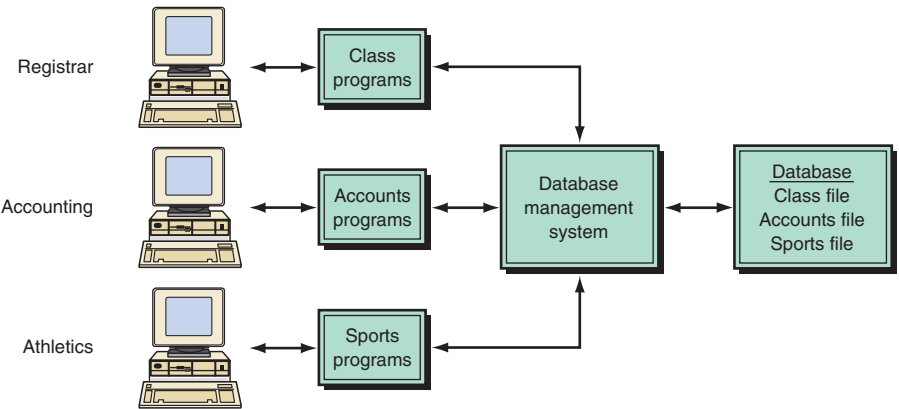 Registrar
Class
programs
Accounting
Accounts
programs
Database
management
system
Database
Class file
Accounts file
Sports file
Athletics
Sports
programs